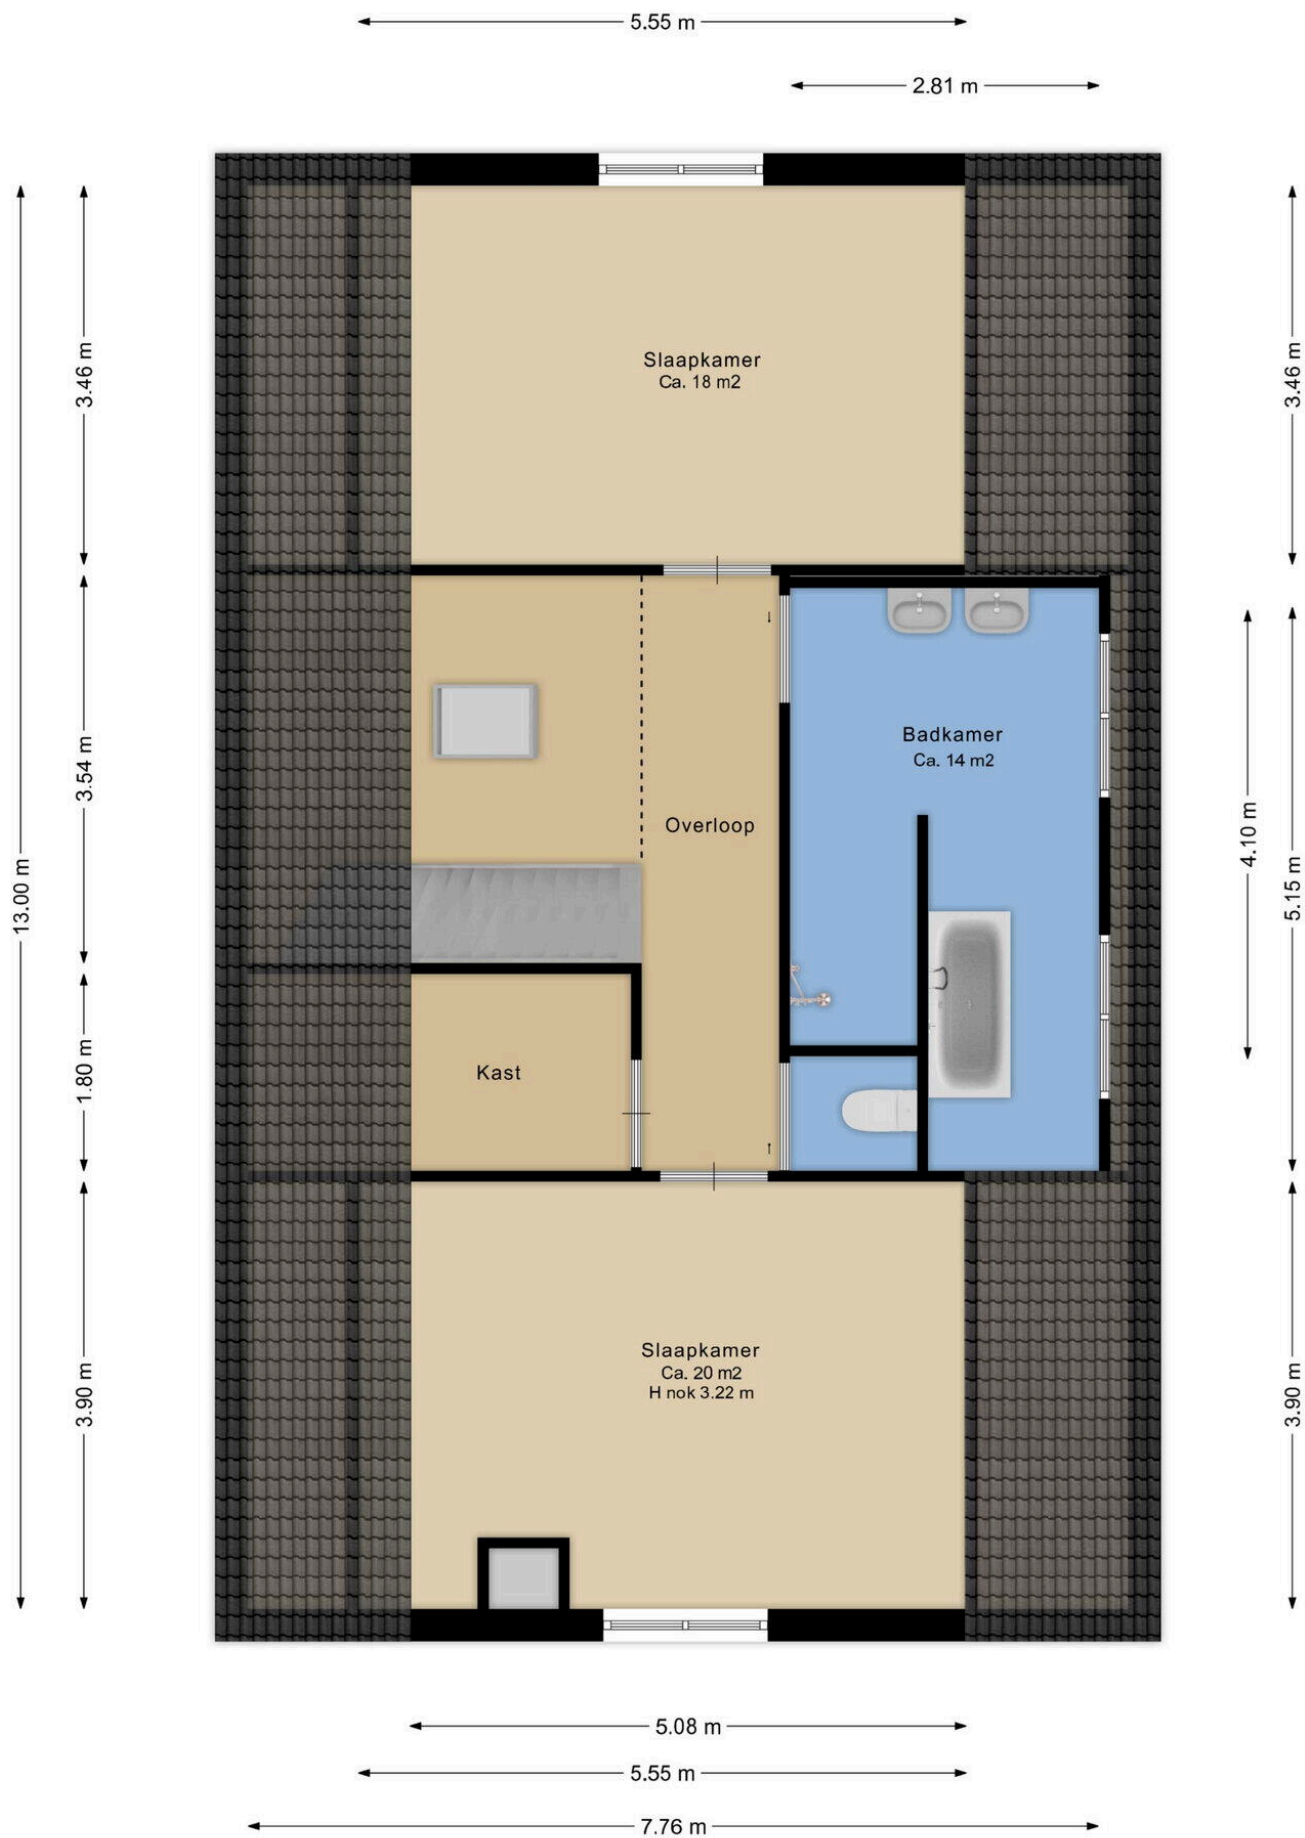 5.55 m
2.81 m
3.46 m
3.46 m
Slaapkamer
Ca. 18 m2
3.54 m
Badkamer
Ca. 14 m2
Overloop
4.10 m
13.00 m
5.15 m
1.80 m
Kast
Slaapkamer
Ca. 20 m2
H nok 3.22 m
3.90 m
3.90 m
5.08 m
5.55 m
7.76 m